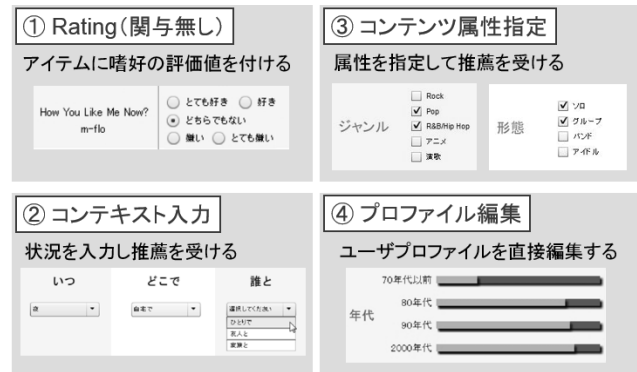 ① Rating(関与無し)
アイテムに嗜好の評価値を付ける
How You Like Me Now?
m-flo
とても好き 好き
どちらでもない
嫌い とても嫌い
② コンテキスト入力
状況を入力し推薦を受ける
いつ どこで 誰と
夜 自宅で 選択してください
ひとりで
友人と
家族と
③ コンテンツ属性指定
属性を指定して推薦を受ける
ジャンル
Rock
Pop
R&B/Hip Hop
アニメ
演歌
形態
ソロ
グループ
バンド
アイドル
④ プロファイル編集
ユーザプロファイルを直接編集する
年代
70年代以前
80年代
90年代
2000年代